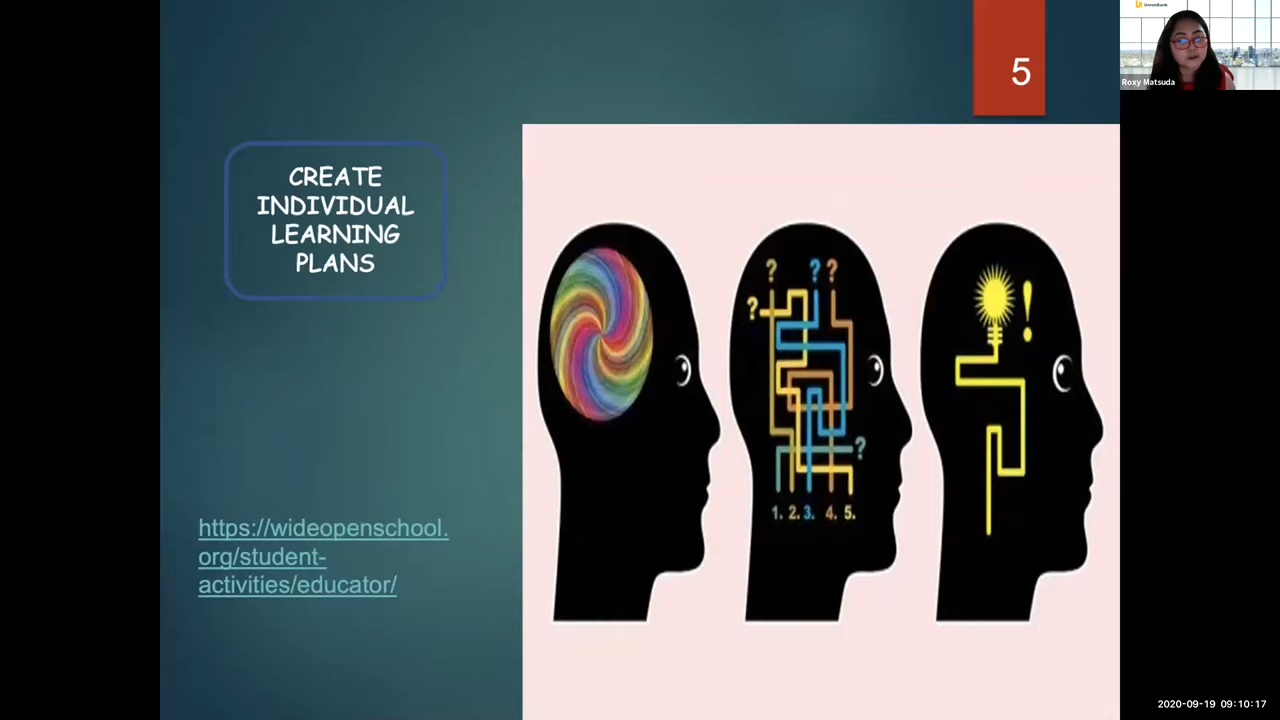 5
UnionBank
Roxy Matsuda
CREATE
INDIVIDUAL
LEARNING
PLANS
https://wideopenschool.
org/student-
activities/educator/
? ? ?
?
?
!
1. 2. 3. 4. 5.
2020-09-19 09:10:17